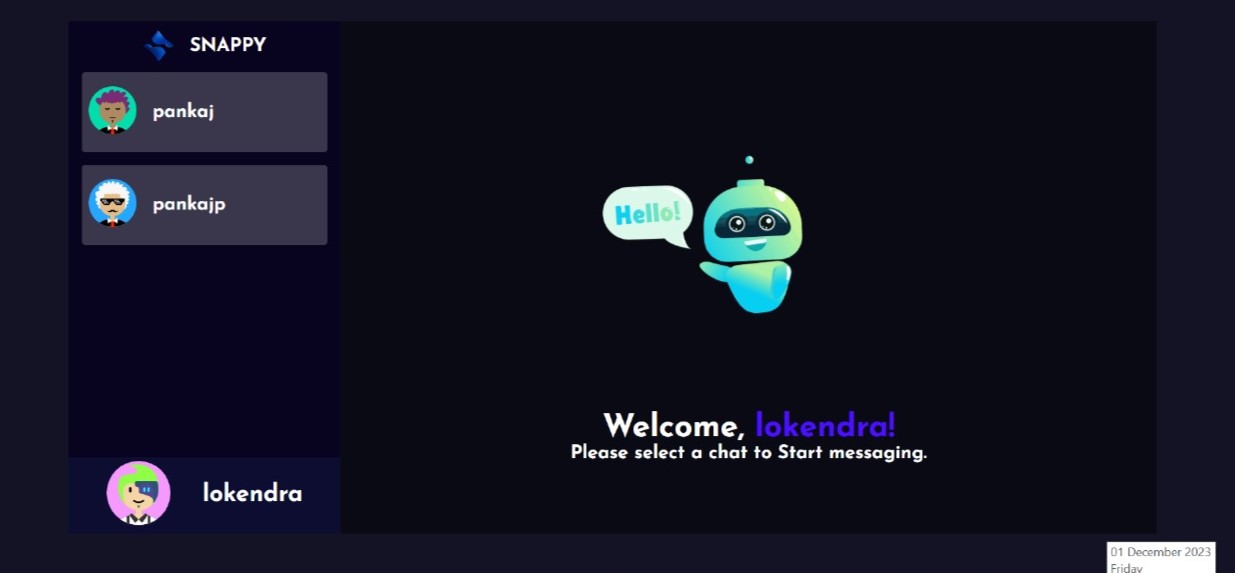 SNAPPY
pankaj
pankajp
lokendra
Hello!
Welcome, lokendra!
Please select a chat to Start messaging.
01 December 2023
Friday